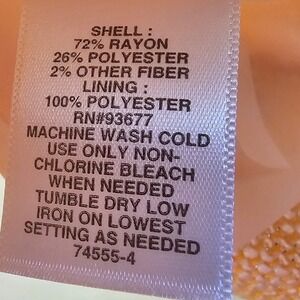 SHELL :
72% RAYON
26% POLYESTER
2% OTHER FIBER
LINING :
100% POLYESTER
RN#93677
MACHINE WASH COLD
USE ONLY NON-
CHLORINE BLEACH
WHEN NEEDED
TUMBLE DRY LOW
IRON ON LOWEST
SETTING AS NEEDED
74555-4